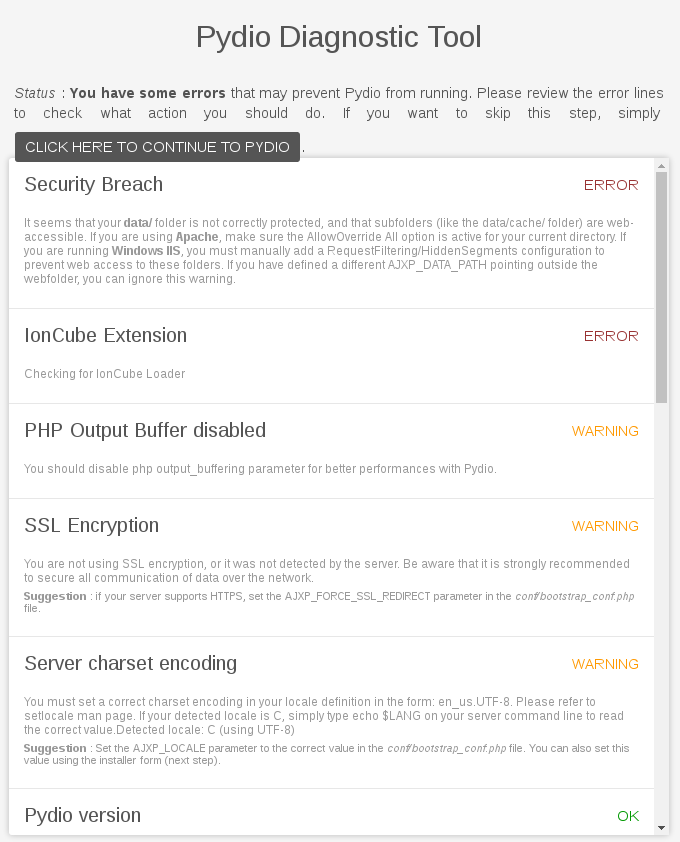 Pydio Diagnostic Tool
Status : You have some errors that may prevent Pydio from running. Please review the error lines
to check what action you should do. If you want to skip this step, simply
CLICK HERE TO CONTINUE TO PYDIO .
Security Breach ERROR
It seems that your data/ folder is not correctly protected, and that subfolders (like the data/cache/ folder) are web-
accessible. If you are using Apache, make sure the AllowOverride All option is active for your current directory. If
you are running Windows IIS, you must manually add a RequestFiltering/HiddenSegments configuration to
prevent web access to these folders. If you have defined a different AJXP_DATA_PATH pointing outside the
webfolder, you can ignore this warning.
IonCube Extension ERROR
Checking for IonCube Loader
PHP Output Buffer disabled WARNING
You should disable php output_buffering parameter for better performances with Pydio.
SSL Encryption WARNING
You are not using SSL encryption, or it was not detected by the server. Be aware that it is strongly recommended
to secure all communication of data over the network.
Suggestion : if your server supports HTTPS, set the AJXP_FORCE_SSL_REDIRECT parameter in the conf/bootstrap_conf.php
file.
Server charset encoding WARNING
You must set a correct charset encoding in your locale definition in the form: en_us.UTF-8. Please refer to
setlocale man page. If your detected locale is C, simply type echo $LANG on your server command line to read
the correct value.Detected locale: C (using UTF-8)
Suggestion : Set the AJXP_LOCALE parameter to the correct value in the conf/bootstrap_conf.php file. You can also set this
value using the installer form (next step).
Pydio version OK